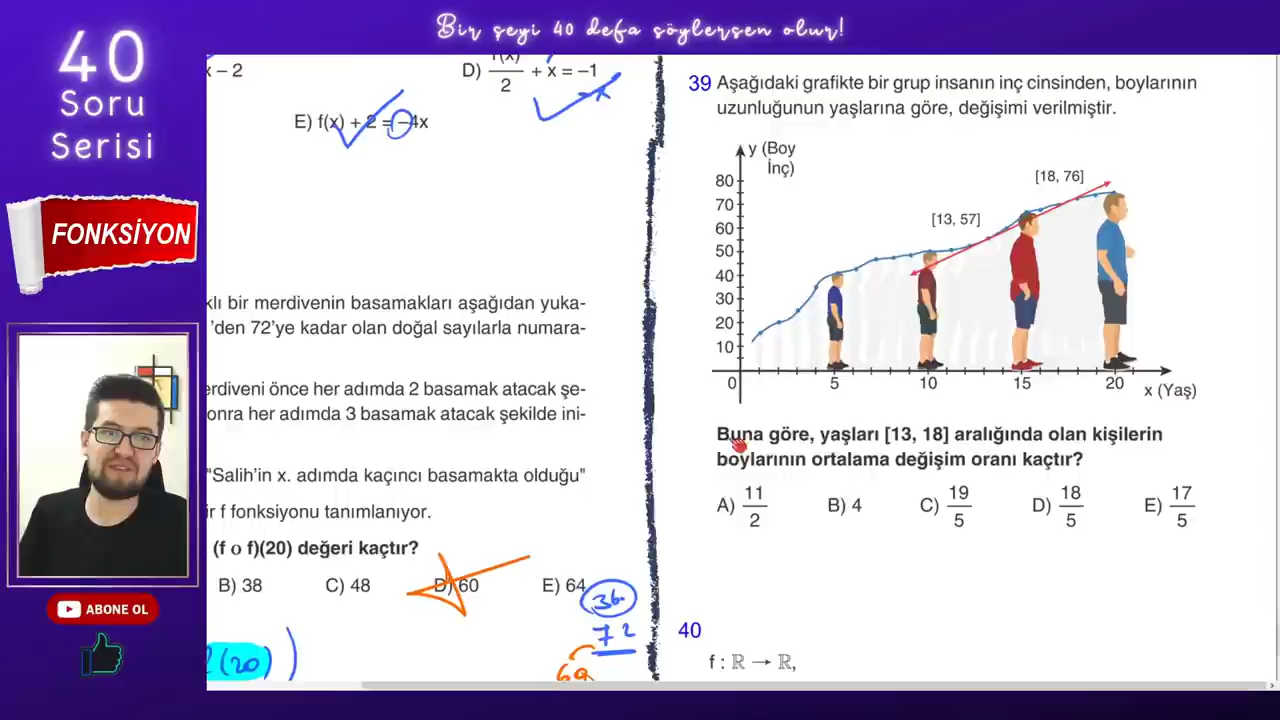 Bir şeyi 40 defa söylersen olur!
40
Soru
Serisi
FONKSİYON
ABONE OL
x – 2
D) f(x)/2 + x = –1
E) f(x) + 2 = –4x
klı bir merdivenin basamakları aşağıdan yuka-
'den 72'ye kadar olan doğal sayılarla numara-
erdiveni önce her adımda 2 basamak atacak şe-
onra her adımda 3 basamak atacak şekilde ini-
"Salih'in x. adımda kaçıncı basamakta olduğu"
ir f fonksiyonu tanımlanıyor.
(f o f)(20) değeri kaçtır?
B) 38 C) 48 D) 60 E) 64
36
72
60
(20)
39 Aşağıdaki grafikte bir grup insanın inç cinsinden, boylarının
uzunluğunun yaşlarına göre, değişimi verilmiştir.
y (Boy
İnç)
80
70
60
50
40
30
20
10
[18, 76]
[13, 57]
0 5 10 15 20 x (Yaş)
Buna göre, yaşları [13, 18] aralığında olan kişilerin
boylarının ortalama değişim oranı kaçtır?
A) 11/2 B) 4 C) 19/5 D) 18/5 E) 17/5
40
f : ℝ → ℝ,